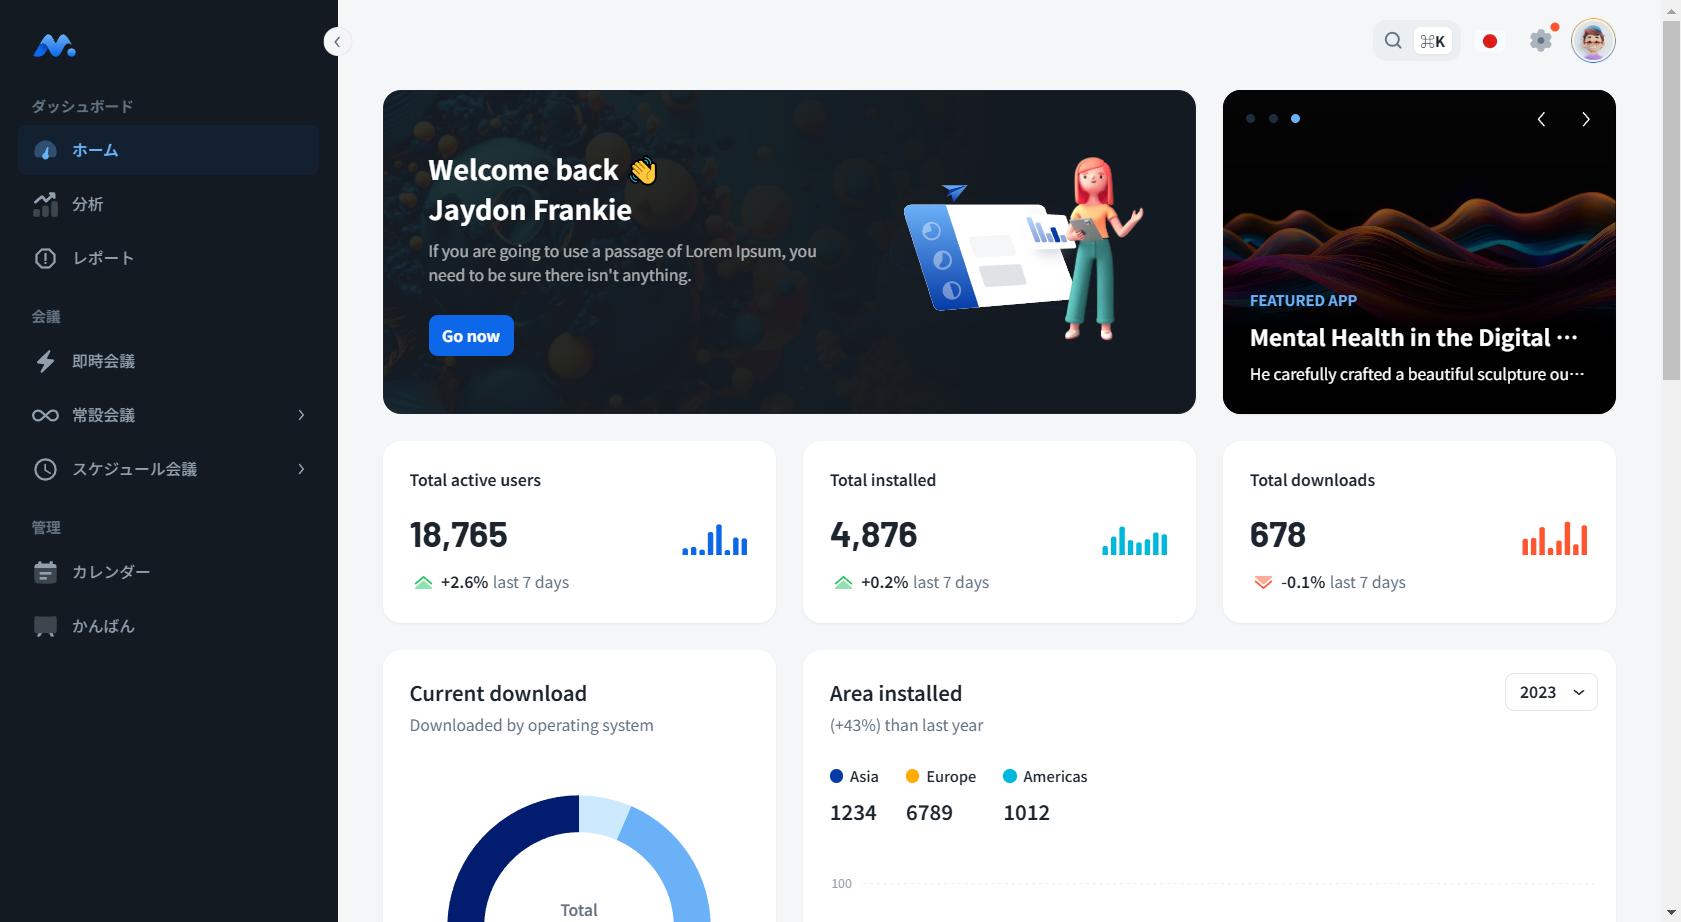 ダッシュボード
ホーム
分析
レポート
会議
即時会議
常設会議
スケジュール会議
管理
カレンダー
かんばん
⌘K
Welcome back 👋
Jaydon Frankie
If you are going to use a passage of Lorem Ipsum, you
need to be sure there isn't anything.
Go now
FEATURED APP
Mental Health in the Digital ···
He carefully crafted a beautiful sculpture ou···
Total active users
18,765
+2.6% last 7 days
Total installed
4,876
+0.2% last 7 days
Total downloads
678
-0.1% last 7 days
Current download
Downloaded by operating system
Total
Area installed
(+43%) than last year
2023
Asia
1234
Europe
6789
Americas
1012
100